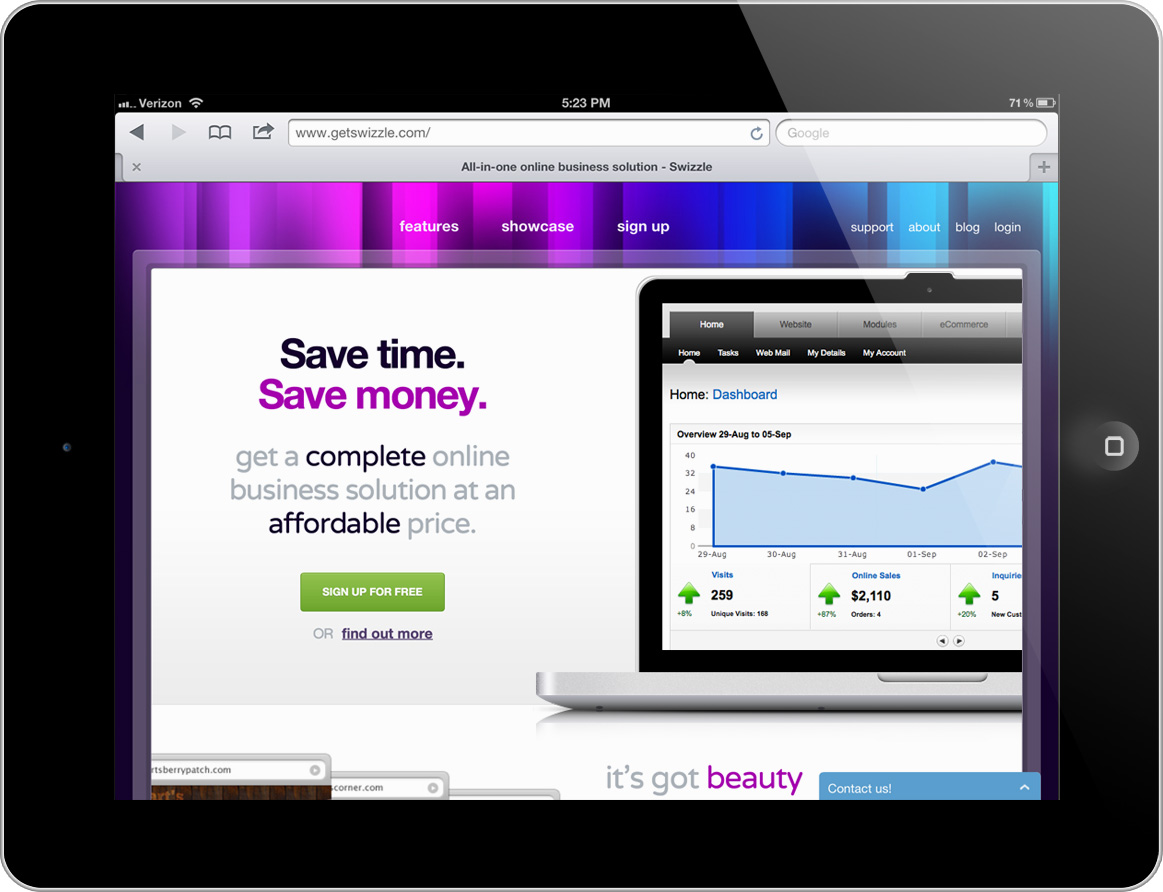 Verizon 5:23 PM 71%
www.getswizzle.com/ Google
All-in-one online business solution - Swizzle
features showcase sign up support about blog login
Save time.
Save money.
get a complete online
business solution at an
affordable price.
SIGN UP FOR FREE
OR find out more
Home Website Modules eCommerce
Home Tasks Web Mail My Details My Account
Home: Dashboard
Overview 29-Aug to 05-Sep
40
32
24
16
8
0
29-Aug 30-Aug 31-Aug 01-Sep 02-Sep
Visits Online Sales Inquirie
259 $2,110 5
+8% Unique Visits: 168 +87% Orders: 4 +20% New Cust
it's got beauty
rtsberrypatch.com
scorner.com
Contact us!